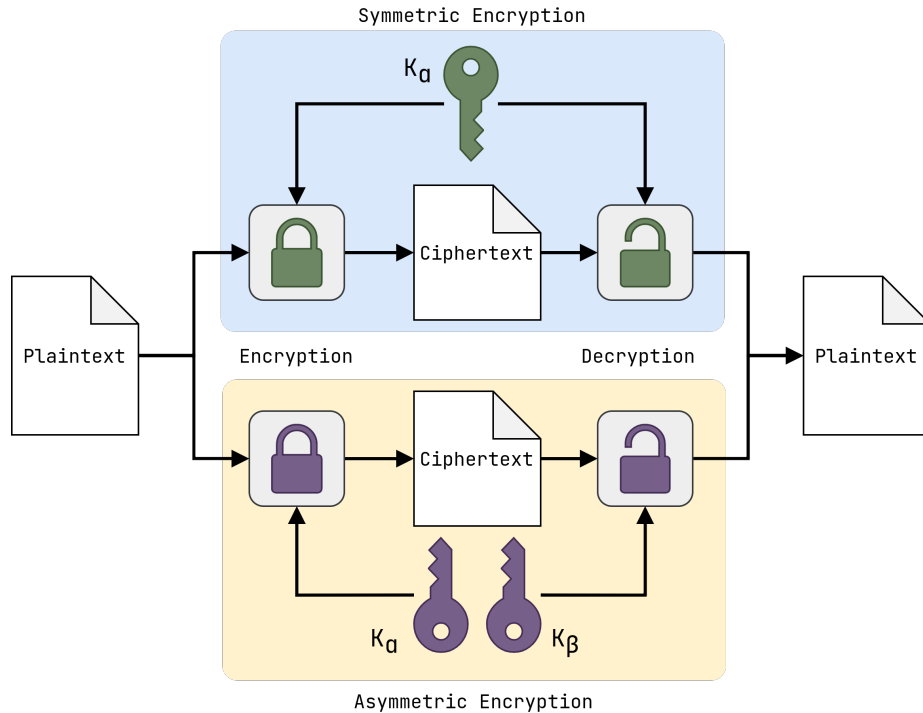 Symmetric Encryption
Kα
Ciphertext
Plaintext
Encryption
Decryption
Plaintext
Ciphertext
Kα
Kβ
Asymmetric Encryption